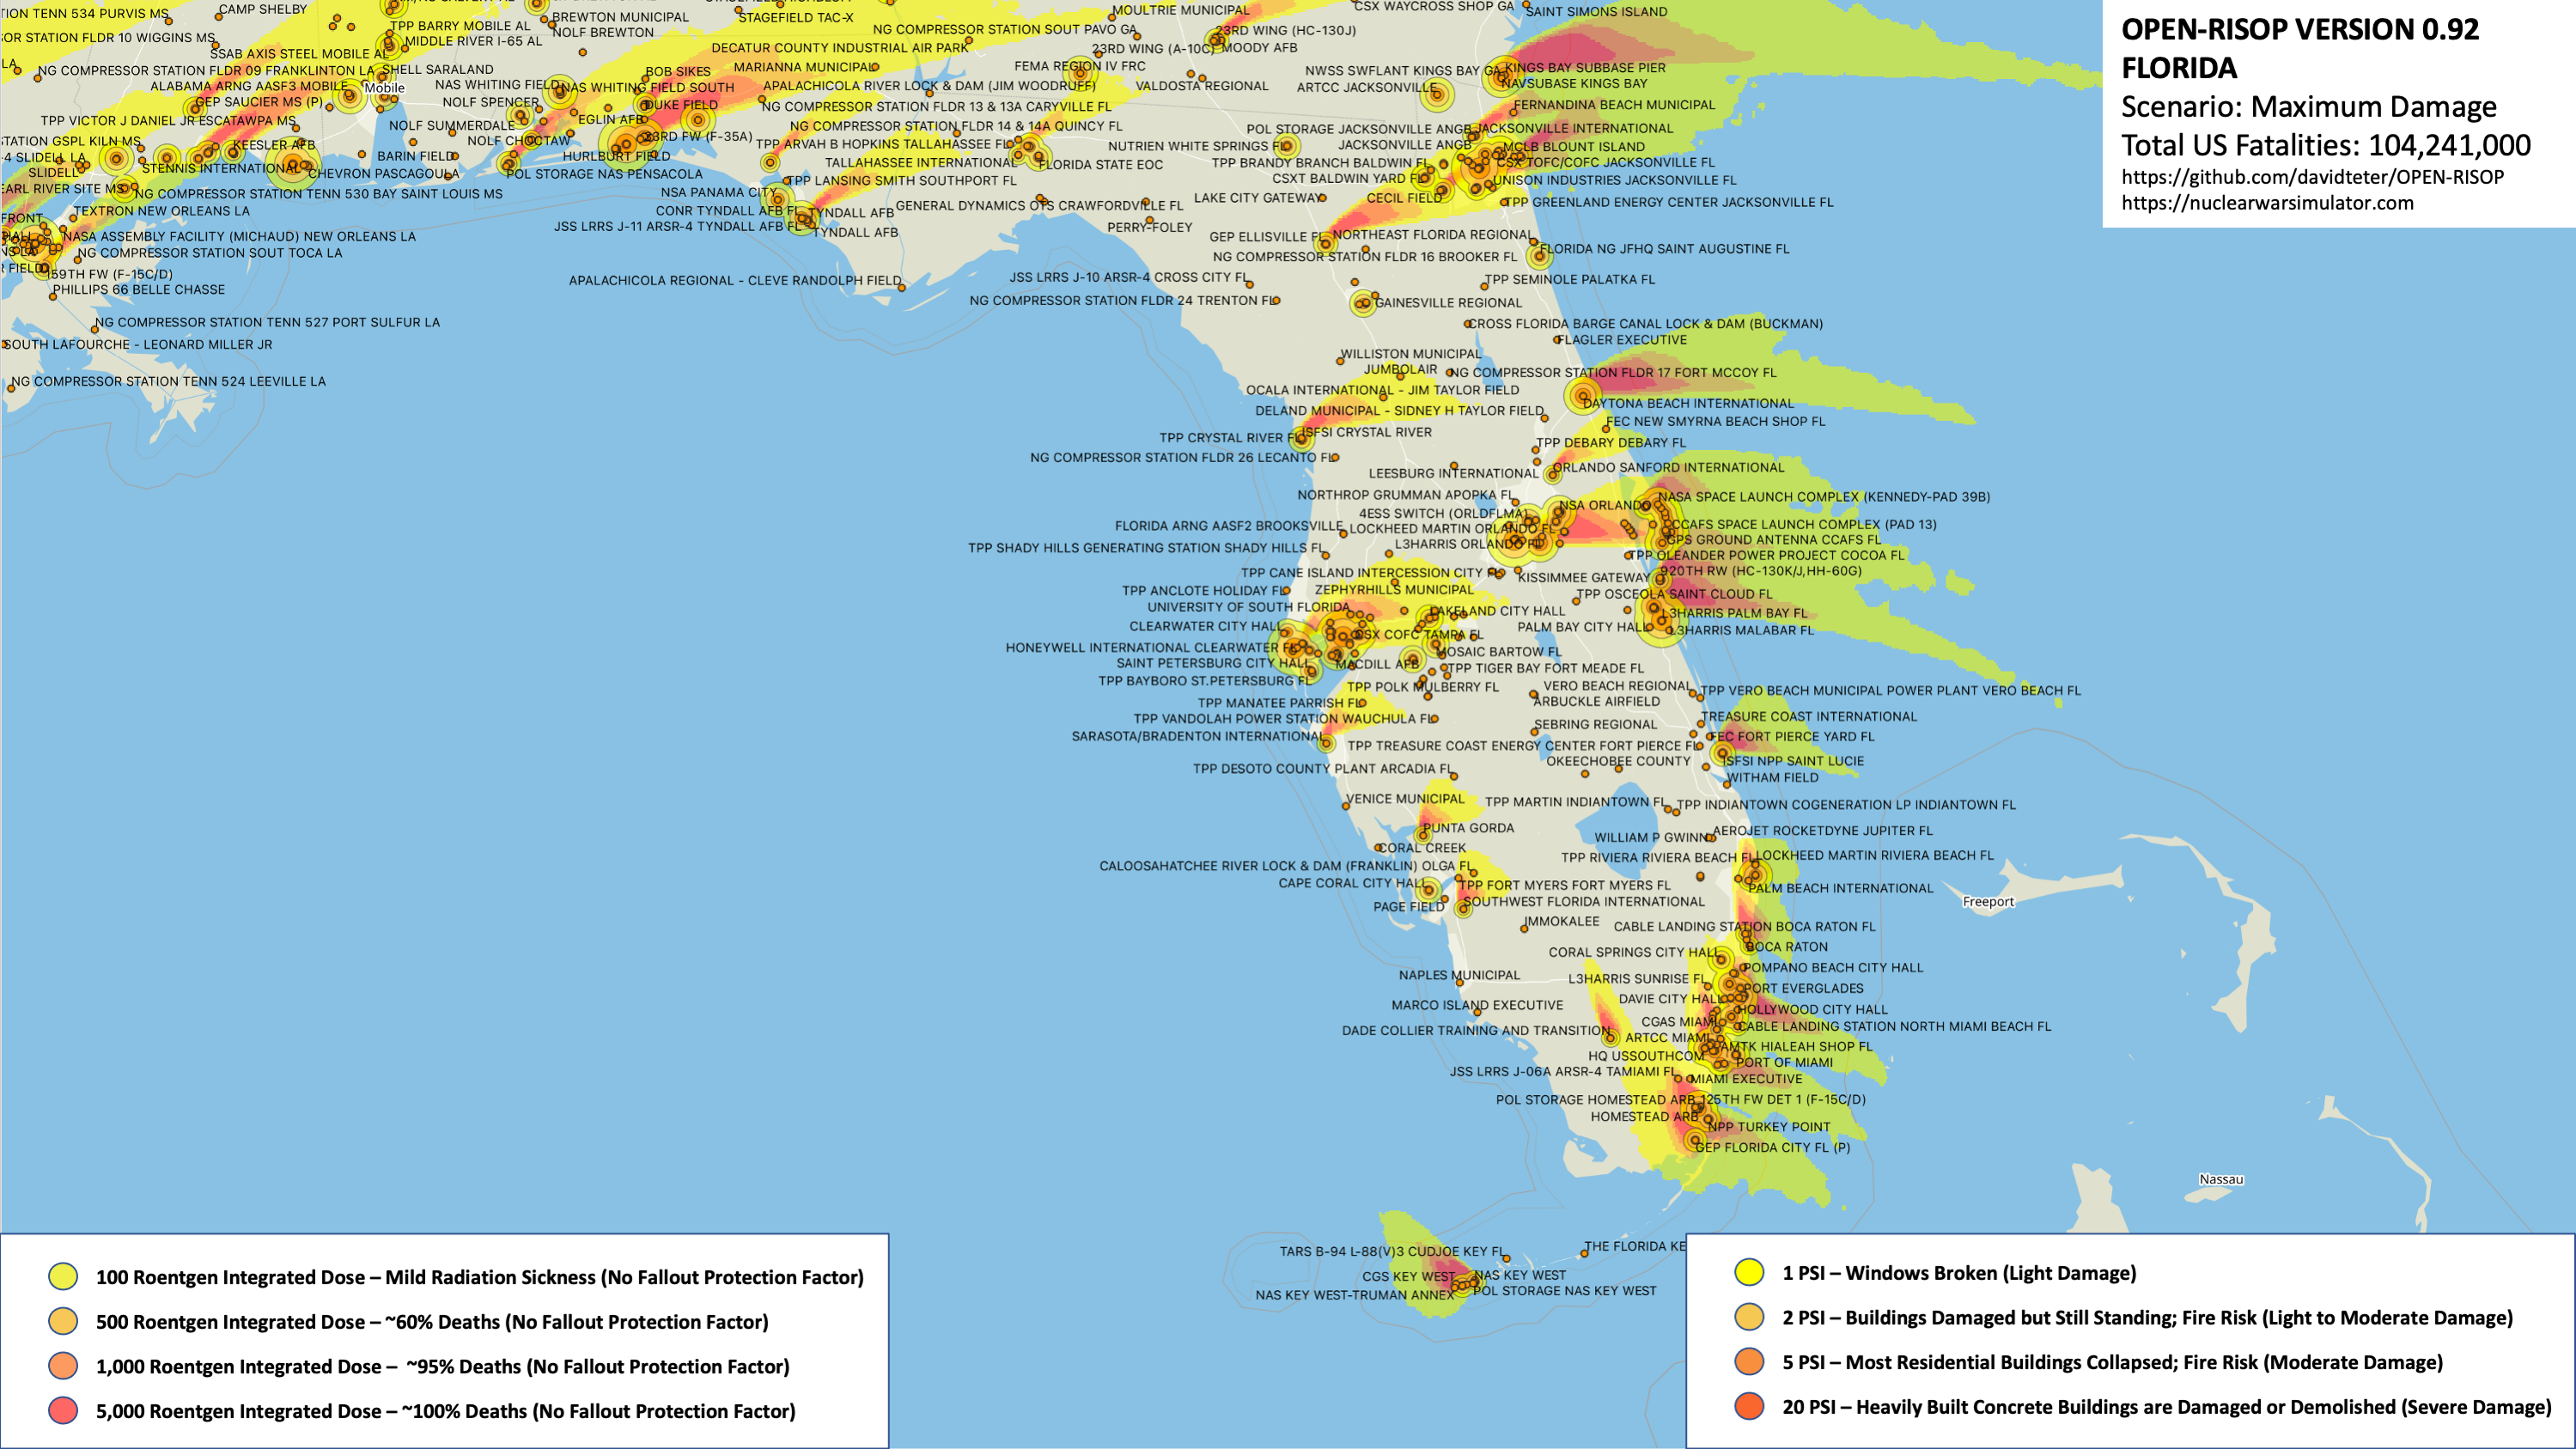 OPEN-RISOP VERSION 0.92
FLORIDA
Scenario: Maximum Damage
Total US Fatalities: 104,241,000
https://github.com/davidteter/OPEN-RISOP
https://nuclearwarsimulator.com
TION TENN 534 PURVIS MS
CAMP SHELBY
OR STATION FLDR 10 WIGGINS MS
SSAB AXIS STEEL MOBILE AL
TPP BARRY MOBILE AL
MIDDLE RIVER I-65 AL
BREWTON MUNICIPAL
NOLF BREWTON
STAGEFIELD TAC-X
NG COMPRESSOR STATION SOUT PAVO GA
MOULTRIE MUNICIPAL
CSX WAYCROSS SHOP GA
SAINT SIMONS ISLAND
23RD WING (HC-130J)
23RD WING (A-10C)
MOODY AFB
DECATUR COUNTY INDUSTRIAL AIR PARK
LA
NG COMPRESSOR STATION FLDR 09 FRANKLINTON LA
SHELL SARALAND
BOB SIKES
MARIANNA MUNICIPAL
FEMA REGION IV FRC
NWSS SWFLANT KINGS BAY GA
KINGS BAY SUBBASE PIER
ALABAMA ARNG AASF3 MOBILE
Mobile
NAS WHITING FIELD
NAS WHITING FIELD SOUTH
APALACHICOLA RIVER LOCK & DAM (JIM WOODRUFF)
VALDOSTA REGIONAL
ARTCC JACKSONVILLE
NAVSUBASE KINGS BAY
GEP SAUCIER MS (P)
NOLF SPENCER
DUKE FIELD
NG COMPRESSOR STATION FLDR 13 & 13A CARYVILLE FL
FERNANDINA BEACH MUNICIPAL
TPP VICTOR J DANIEL JR ESCATAWPA MS
NOLF SUMMERDALE
EGLIN AFB
NG COMPRESSOR STATION FLDR 14 & 14A QUINCY FL
POL STORAGE JACKSONVILLE ANGB
JACKSONVILLE INTERNATIONAL
STATION GSPL KILN MS
KEESLER AFB
NOLF CHOCTAW
33RD FW (F-35A)
TPP ARVAH B HOPKINS TALLAHASSEE FL
NUTRIEN WHITE SPRINGS FL
JACKSONVILLE ANGB
MCLB BLOUNT ISLAND
4 SLIDELL LA
BARIN FIELD
HURLBURT FIELD
TALLAHASSEE INTERNATIONAL
FLORIDA STATE EOC
TPP BRANDY BRANCH BALDWIN FL
CSX TOFC/COFC JACKSONVILLE FL
SLIDELL
STENNIS INTERNATIONAL
CHEVRON PASCAGOULA
POL STORAGE NAS PENSACOLA
TPP LANSING SMITH SOUTHPORT FL
CSXT BALDWIN YARD FL
UNISON INDUSTRIES JACKSONVILLE FL
EARL RIVER SITE MS
NG COMPRESSOR STATION TENN 530 BAY SAINT LOUIS MS
NSA PANAMA CITY
GENERAL DYNAMICS OTS CRAWFORDVILLE FL
LAKE CITY GATEWAY
CECIL FIELD
TPP GREENLAND ENERGY CENTER JACKSONVILLE FL
FRONT
TEXTRON NEW ORLEANS LA
CONR TYNDALL AFB FL
TYNDALL AFB
JSS LRRS J-11 ARSR-4 TYNDALL AFB FL
TYNDALL AFB
PERRY-FOLEY
NASA ASSEMBLY FACILITY (MICHAUD) NEW ORLEANS LA
NG COMPRESSOR STATION SOUT TOCA LA
GEP ELLISVILLE FL
NORTHEAST FLORIDA REGIONAL
FLORIDA NG JFHQ SAINT AUGUSTINE FL
NG COMPRESSOR STATION FLDR 16 BROOKER FL
159TH FW (F-15C/D)
PHILLIPS 66 BELLE CHASSE
APALACHICOLA REGIONAL - CLEVE RANDOLPH FIELD
JSS LRRS J-10 ARSR-4 CROSS CITY FL
TPP SEMINOLE PALATKA FL
NG COMPRESSOR STATION FLDR 24 TRENTON FL
GAINESVILLE REGIONAL
NG COMPRESSOR STATION TENN 527 PORT SULFUR LA
CROSS FLORIDA BARGE CANAL LOCK & DAM (BUCKMAN)
SOUTH LAFOURCHE - LEONARD MILLER JR
FLAGLER EXECUTIVE
WILLISTON MUNICIPAL
JUMBOLAIR
NG COMPRESSOR STATION FLDR 17 FORT MCCOY FL
NG COMPRESSOR STATION TENN 524 LEEVILLE LA
OCALA INTERNATIONAL - JIM TAYLOR FIELD
DAYTONA BEACH INTERNATIONAL
DELAND MUNICIPAL - SIDNEY H TAYLOR FIELD
FEC NEW SMYRNA BEACH SHOP FL
TPP CRYSTAL RIVER FL
ISFSI CRYSTAL RIVER
TPP DEBARY DEBARY FL
NG COMPRESSOR STATION FLDR 26 LECANTO FL
LEESBURG INTERNATIONAL
ORLANDO SANFORD INTERNATIONAL
NORTHROP GRUMMAN APOPKA FL
NASA SPACE LAUNCH COMPLEX (KENNEDY-PAD 39B)
4ESS SWITCH (ORLDFLMA)
NSA ORLANDO
FLORIDA ARNG AASF2 BROOKSVILLE
LOCKHEED MARTIN ORLANDO FL
CCAFS SPACE LAUNCH COMPLEX (PAD 13)
TPP SHADY HILLS GENERATING STATION SHADY HILLS FL
L3HARRIS ORLANDO
GPS GROUND ANTENNA CCAFS FL
TPP OLEANDER POWER PROJECT COCOA FL
TPP CANE ISLAND INTERCESSION CITY FL
KISSIMMEE GATEWAY
920TH RW (HC-130K/J,HH-60G)
TPP ANCLOTE HOLIDAY FL
ZEPHYRHILLS MUNICIPAL
TPP OSCEOLA SAINT CLOUD FL
UNIVERSITY OF SOUTH FLORIDA
LAKELAND CITY HALL
L3HARRIS PALM BAY FL
CLEARWATER CITY HALL
CSX COFC TAMPA FL
PALM BAY CITY HALL
L3HARRIS MALABAR FL
HONEYWELL INTERNATIONAL CLEARWATER FL
MOSAIC BARTOW FL
SAINT PETERSBURG CITY HALL
MACDILL AFB
TPP TIGER BAY FORT MEADE FL
TPP BAYBORO ST.PETERSBURG FL
TPP POLK MULBERRY FL
VERO BEACH REGIONAL
TPP VERO BEACH MUNICIPAL POWER PLANT VERO BEACH FL
TPP MANATEE PARRISH FL
ARBUCKLE AIRFIELD
TPP VANDOLAH POWER STATION WAUCHULA FL
SEBRING REGIONAL
TREASURE COAST INTERNATIONAL
SARASOTA/BRADENTON INTERNATIONAL
TPP TREASURE COAST ENERGY CENTER FORT PIERCE FL
FEC FORT PIERCE YARD FL
OKEECHOBEE COUNTY
ISFSI NPP SAINT LUCIE
TPP DESOTO COUNTY PLANT ARCADIA FL
WITHAM FIELD
VENICE MUNICIPAL
TPP MARTIN INDIANTOWN FL
TPP INDIANTOWN COGENERATION LP INDIANTOWN FL
PUNTA GORDA
WILLIAM P GWINN
AEROJET ROCKETDYNE JUPITER FL
CORAL CREEK
TPP RIVIERA RIVIERA BEACH FL
LOCKHEED MARTIN RIVIERA BEACH FL
CALOOSAHATCHEE RIVER LOCK & DAM (FRANKLIN) OLGA FL
CAPE CORAL CITY HALL
TPP FORT MYERS FORT MYERS FL
PALM BEACH INTERNATIONAL
PAGE FIELD
SOUTHWEST FLORIDA INTERNATIONAL
Freeport
IMMOKALEE
CABLE LANDING STATION BOCA RATON FL
CORAL SPRINGS CITY HALL
BOCA RATON
NAPLES MUNICIPAL
L3HARRIS SUNRISE FL
POMPANO BEACH CITY HALL
PORT EVERGLADES
MARCO ISLAND EXECUTIVE
DAVIE CITY HALL
HOLLYWOOD CITY HALL
CGAS MIAMI
CABLE LANDING STATION NORTH MIAMI BEACH FL
DADE COLLIER TRAINING AND TRANSITION
ARTCC MIAMI
AMTK HIALEAH SHOP FL
HQ USSOUTHCOM
PORT OF MIAMI
JSS LRRS J-06A ARSR-4 TAMIAMI FL
MIAMI EXECUTIVE
POL STORAGE HOMESTEAD ARB
125TH FW DET 1 (F-15C/D)
HOMESTEAD ARB
NPP TURKEY POINT
GEP FLORIDA CITY FL (P)
Nassau
TARS B-94 L-88(V)3 CUDJOE KEY FL
THE FLORIDA KE
CGS KEY WEST
NAS KEY WEST
NAS KEY WEST-TRUMAN ANNEX
POL STORAGE NAS KEY WEST
100 Roentgen Integrated Dose – Mild Radiation Sickness (No Fallout Protection Factor)
500 Roentgen Integrated Dose – ~60% Deaths (No Fallout Protection Factor)
1,000 Roentgen Integrated Dose – ~95% Deaths (No Fallout Protection Factor)
5,000 Roentgen Integrated Dose – ~100% Deaths (No Fallout Protection Factor)
1 PSI – Windows Broken (Light Damage)
2 PSI – Buildings Damaged but Still Standing; Fire Risk (Light to Moderate Damage)
5 PSI – Most Residential Buildings Collapsed; Fire Risk (Moderate Damage)
20 PSI – Heavily Built Concrete Buildings are Damaged or Demolished (Severe Damage)